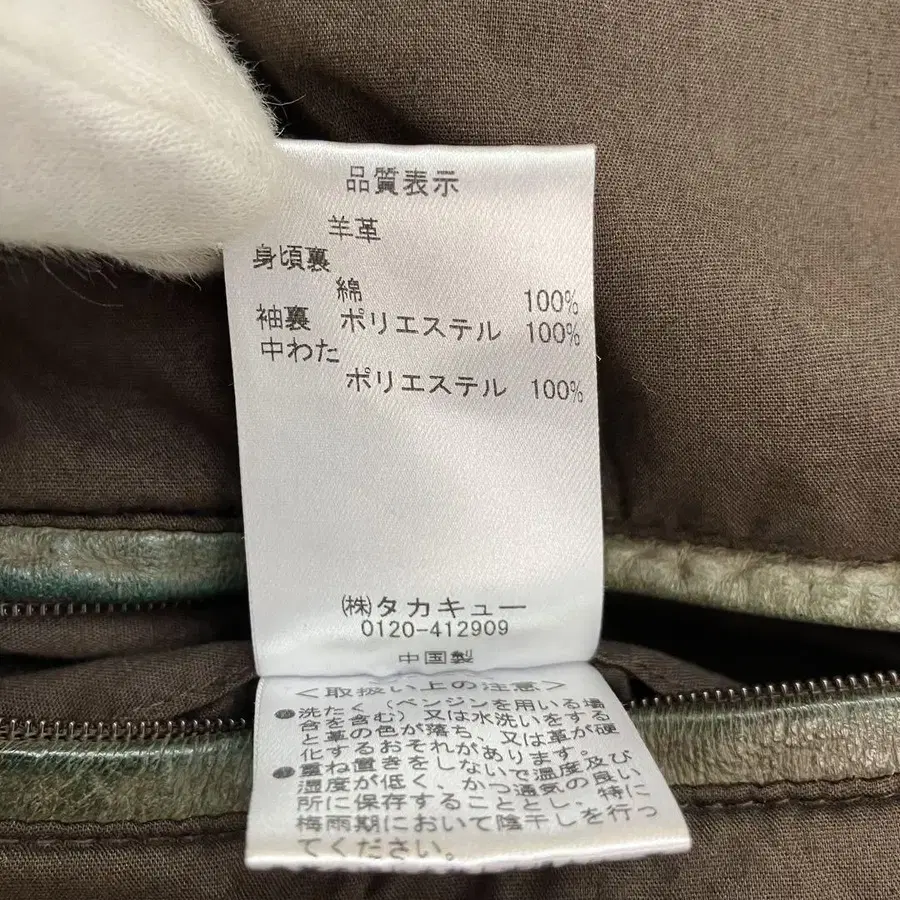 品質表示
羊革
身頃裏
綿 100%
袖裏 ポリエステル 100%
中わた
ポリエステル 100%
㈱タカキュー
0120-412909
中国製
＜取扱い上の注意＞
●洗たく（ベンジンを用いる場
合を含む）又は水洗いをする
と革の色が落ち、又は革が硬
化するおそれがあります。
●重ね置きをしないで温度及び
湿度が低く、かつ通気の良い
所に保存することとし、特に
梅雨期において陰干しを行っ
てください。